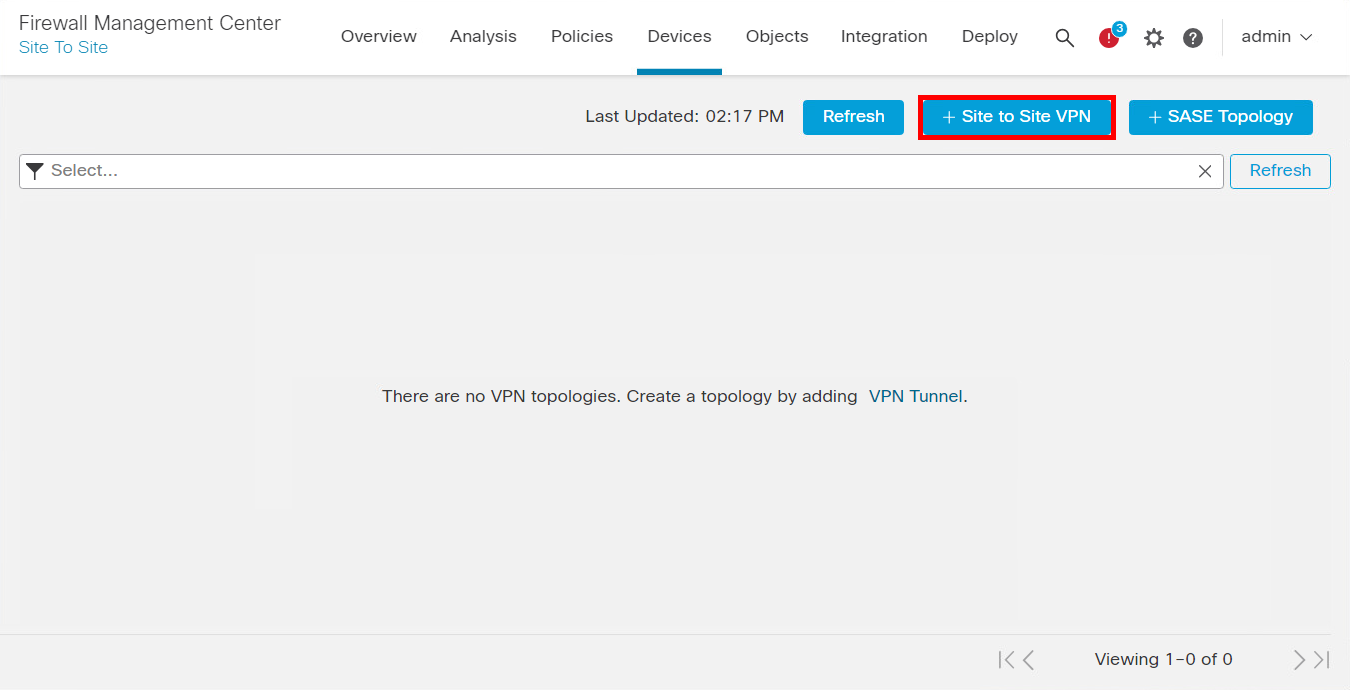 Firewall Management Center
Site To Site
Overview Analysis Policies Devices Objects Integration Deploy 3 admin
Last Updated: 02:17 PM Refresh + Site to Site VPN + SASE Topology
Select... Refresh
There are no VPN topologies. Create a topology by adding VPN Tunnel.
Viewing 1-0 of 0